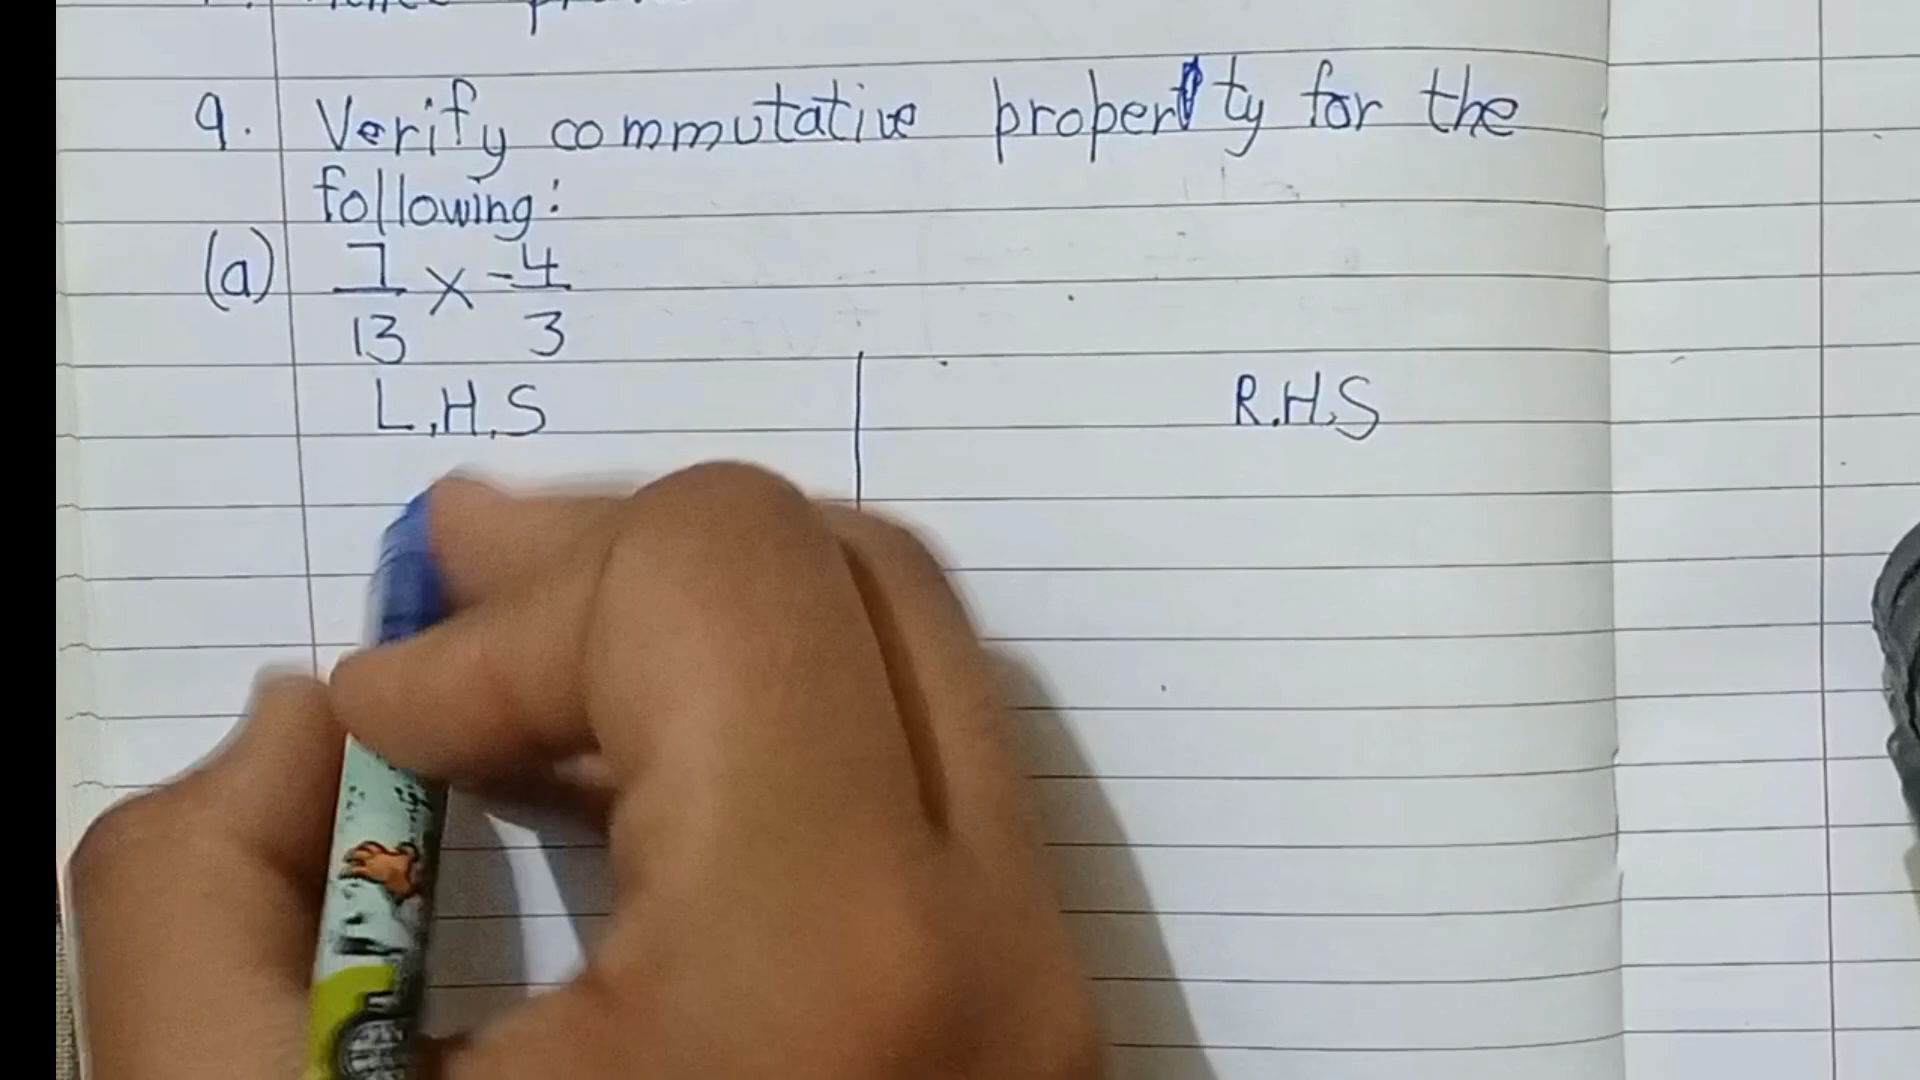 9. Verify commutative property for the
following:
(a) 7/13 × -4/3
L.H.S R.H.S